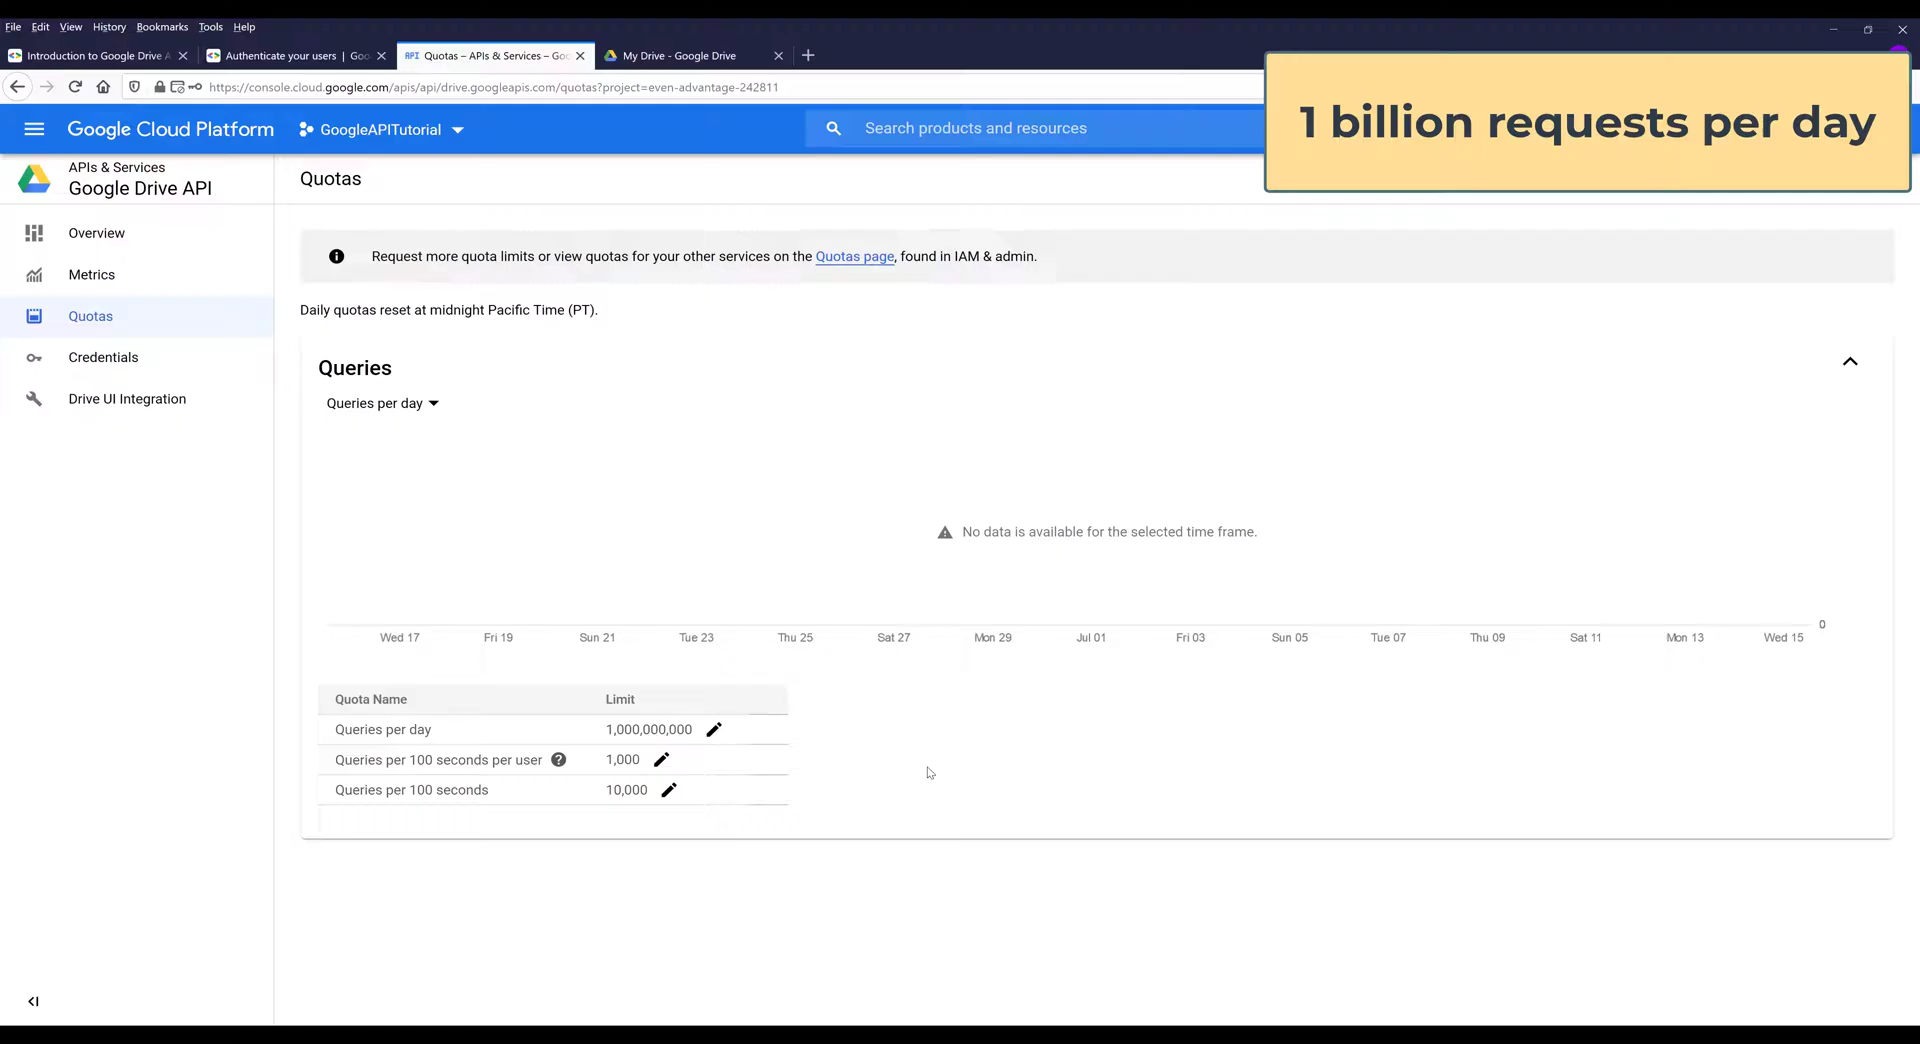 File Edit View History Bookmarks Tools Help
Introduction to Google Drive A
Authenticate your users | Goo
API Quotas – APIs & Services – Goo
My Drive - Google Drive
https://console.cloud.google.com/apis/api/drive.googleapis.com/quotas?project=even-advantage-242811
1 billion requests per day
Google Cloud Platform
GoogleAPITutorial
Search products and resources
APIs & Services
Google Drive API
Quotas
Overview
Metrics
Quotas
Credentials
Drive UI Integration
Request more quota limits or view quotas for your other services on the Quotas page, found in IAM & admin.
Daily quotas reset at midnight Pacific Time (PT).
Queries
Queries per day
No data is available for the selected time frame.
0
Wed 17 Fri 19 Sun 21 Tue 23 Thu 25 Sat 27 Mon 29 Jul 01 Fri 03 Sun 05 Tue 07 Thu 09 Sat 11 Mon 13 Wed 15
Quota Name Limit
Queries per day 1,000,000,000
Queries per 100 seconds per user ? 1,000
Queries per 100 seconds 10,000